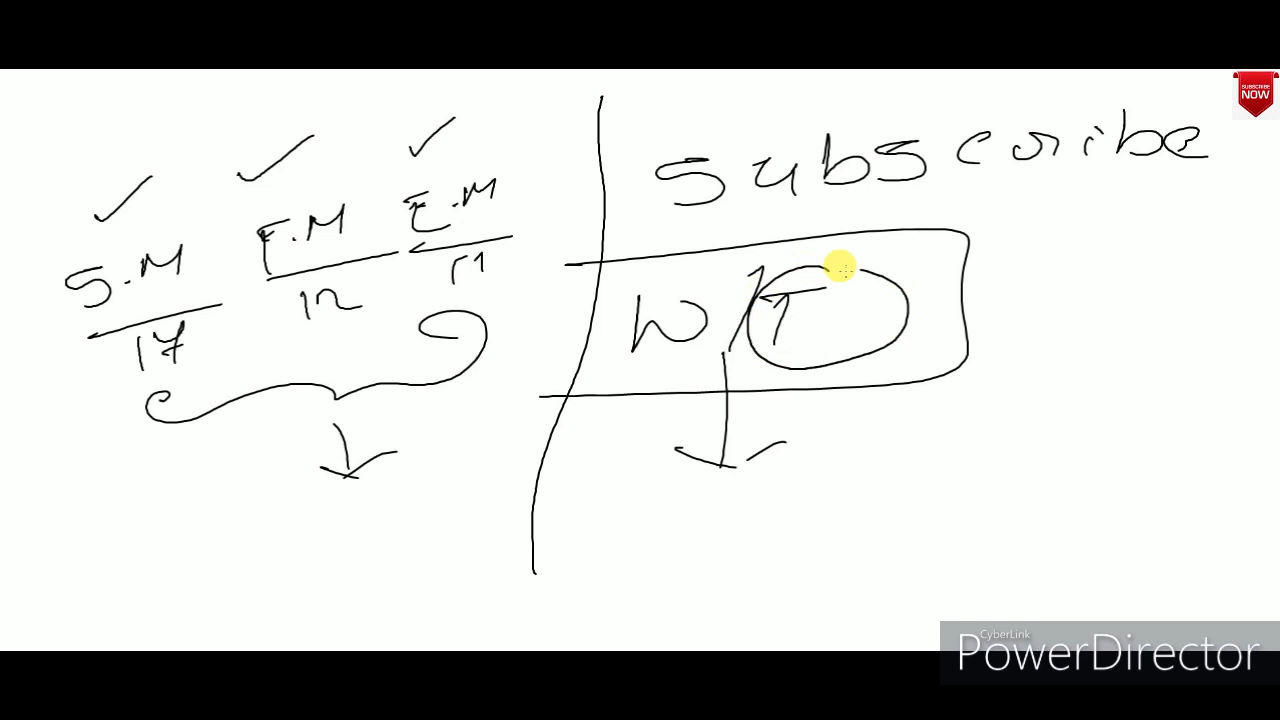 SUBSCRIBE
NOW
subscribe
S.M F.M E.M
17 12 11
W/T
CyberLink
PowerDirector